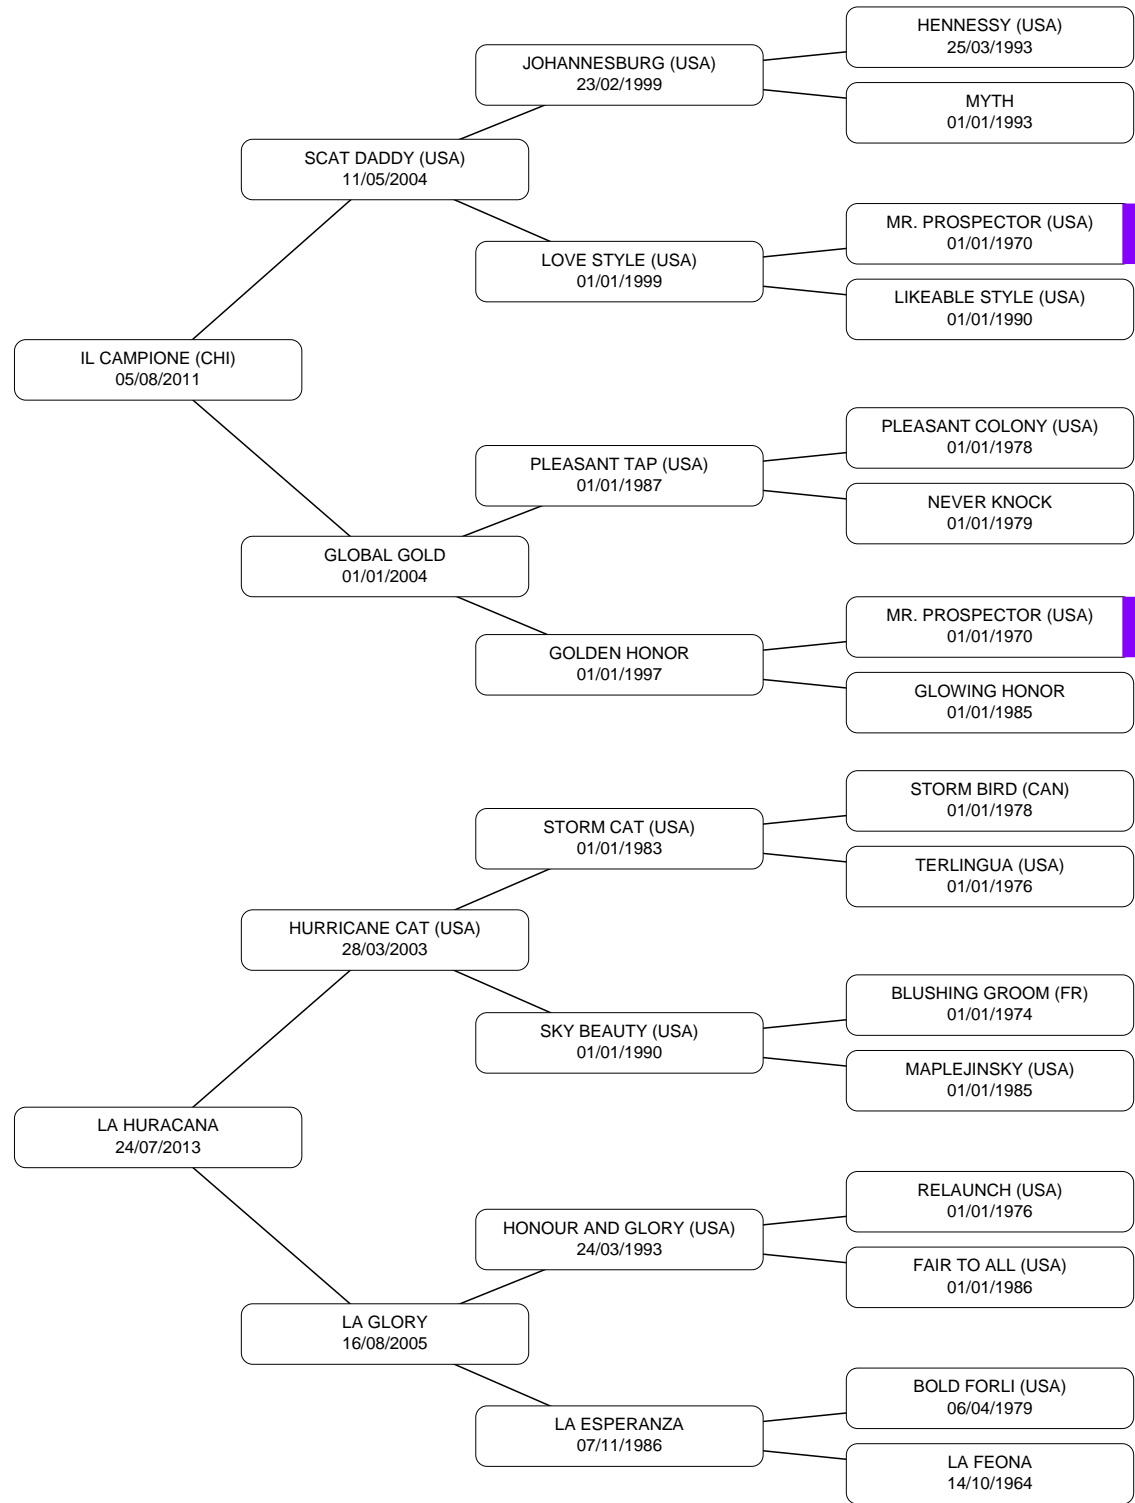 HENNESSY (USA)
25/03/1993
JOHANNESBURG (USA)
23/02/1999
MYTH
01/01/1993
SCAT DADDY (USA)
11/05/2004
MR. PROSPECTOR (USA)
01/01/1970
LOVE STYLE (USA)
01/01/1999
LIKEABLE STYLE (USA)
01/01/1990
IL CAMPIONE (CHI)
05/08/2011
PLEASANT COLONY (USA)
01/01/1978
PLEASANT TAP (USA)
01/01/1987
NEVER KNOCK
01/01/1979
GLOBAL GOLD
01/01/2004
MR. PROSPECTOR (USA)
01/01/1970
GOLDEN HONOR
01/01/1997
GLOWING HONOR
01/01/1985
STORM BIRD (CAN)
01/01/1978
STORM CAT (USA)
01/01/1983
TERLINGUA (USA)
01/01/1976
HURRICANE CAT (USA)
28/03/2003
BLUSHING GROOM (FR)
01/01/1974
SKY BEAUTY (USA)
01/01/1990
MAPLEJINSKY (USA)
01/01/1985
LA HURACANA
24/07/2013
RELAUNCH (USA)
01/01/1976
HONOUR AND GLORY (USA)
24/03/1993
FAIR TO ALL (USA)
01/01/1986
LA GLORY
16/08/2005
BOLD FORLI (USA)
06/04/1979
LA ESPERANZA
07/11/1986
LA FEONA
14/10/1964